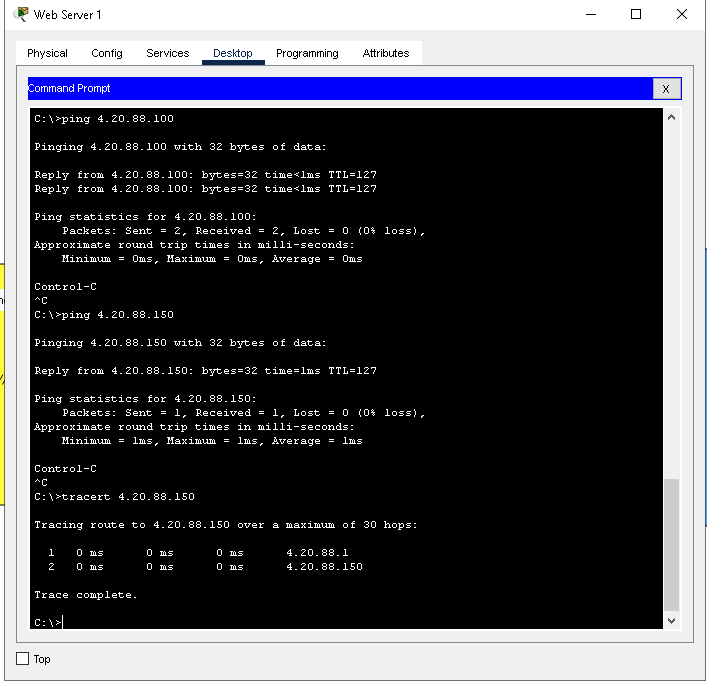 Web Server 1
Physical Config Services Desktop Programming Attributes
Command Prompt X
C:\>ping 4.20.88.100
Pinging 4.20.88.100 with 32 bytes of data:
Reply from 4.20.88.100: bytes=32 time<1ms TTL=127
Reply from 4.20.88.100: bytes=32 time<1ms TTL=127
Ping statistics for 4.20.88.100:
Packets: Sent = 2, Received = 2, Lost = 0 (0% loss),
Approximate round trip times in milli-seconds:
Minimum = 0ms, Maximum = 0ms, Average = 0ms
Control-C
^C
C:\>ping 4.20.88.150
Pinging 4.20.88.150 with 32 bytes of data:
Reply from 4.20.88.150: bytes=32 time=1ms TTL=127
Ping statistics for 4.20.88.150:
Packets: Sent = 1, Received = 1, Lost = 0 (0% loss),
Approximate round trip times in milli-seconds:
Minimum = 1ms, Maximum = 1ms, Average = 1ms
Control-C
^C
C:\>tracert 4.20.88.150
Tracing route to 4.20.88.150 over a maximum of 30 hops:
1 0 ms 0 ms 0 ms 4.20.88.1
2 0 ms 0 ms 0 ms 4.20.88.150
Trace complete.
C:\>
Top